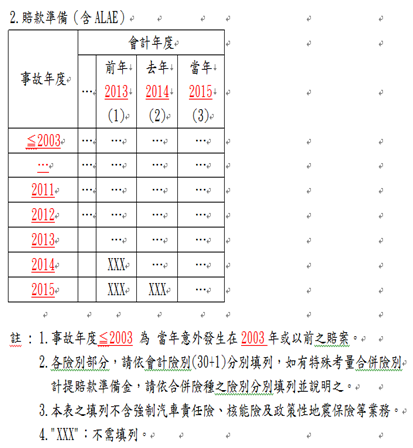 2.賠款準備(含 ALAE)
會計年度
事故年度 … 前年 去年 當年
2013 2014 2015
(1) (2) (3)
≦2003 … … … …
… … … … …
2011 … … … …
2012 … … … …
2013 … … …
2014 XXX … …
2015 XXX XXX …
註：1.事故年度≦2003 為 當年意外發生在 2003 年或以前之賠案。
2.各險別部分，請依會計險別(30+1)分別填列，如有特殊考量合併險別
計提賠款準備金，請依合併險種之險別分別填列並說明之。
3.本表之填列不含強制汽車責任險、核能險及政策性地震保險等業務。
4."XXX"：不需填列。